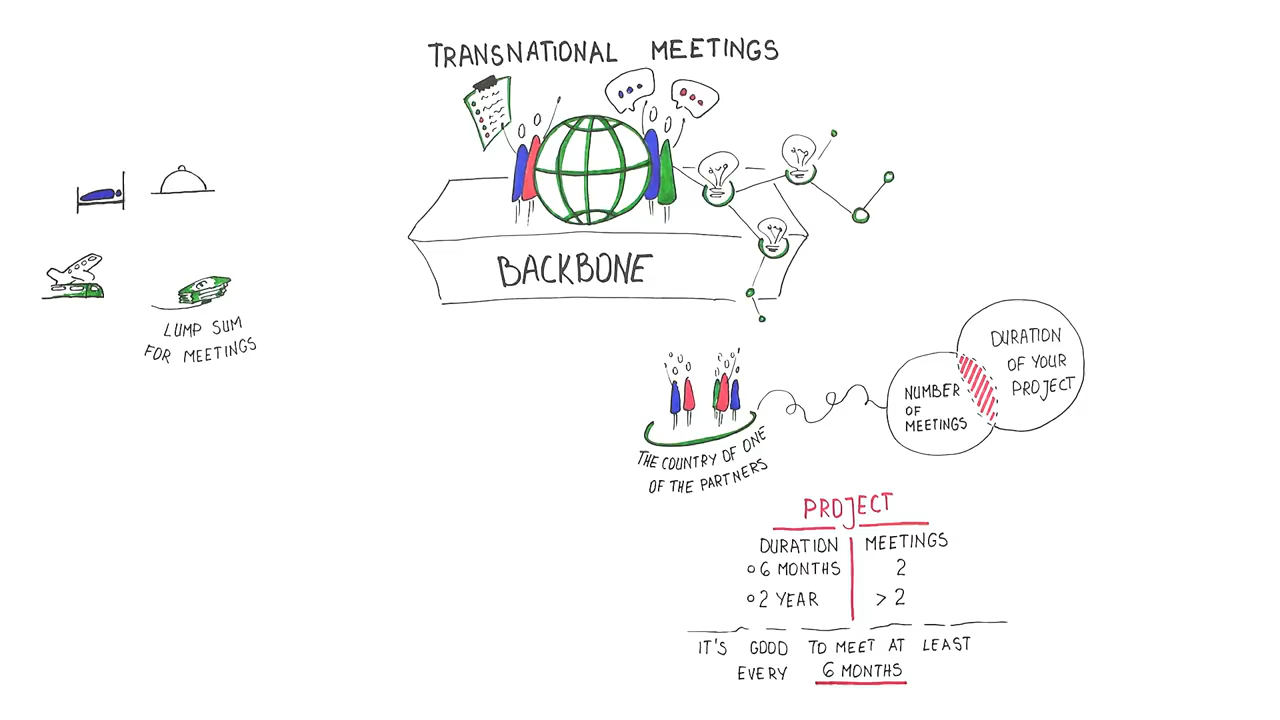 TRANSNATIONAL MEETINGS
BACKBONE
LUMP SUM
FOR MEETINGS
DURATION
OF YOUR
PROJECT
NUMBER
OF
MEETINGS
THE COUNTRY OF ONE
OF THE PARTNERS
PROJECT
DURATION MEETINGS
6 MONTHS 2
2 YEAR > 2
IT'S GOOD TO MEET AT LEAST
EVERY 6 MONTHS